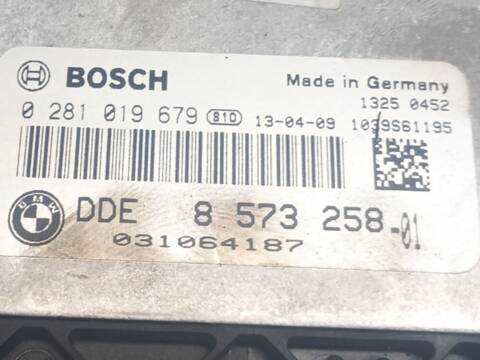 BOSCH Made in Germany
1325 0452
0 281 019 679 810 13-04-09 1039S61195
BMW DDE 8 573 258-01
031064187